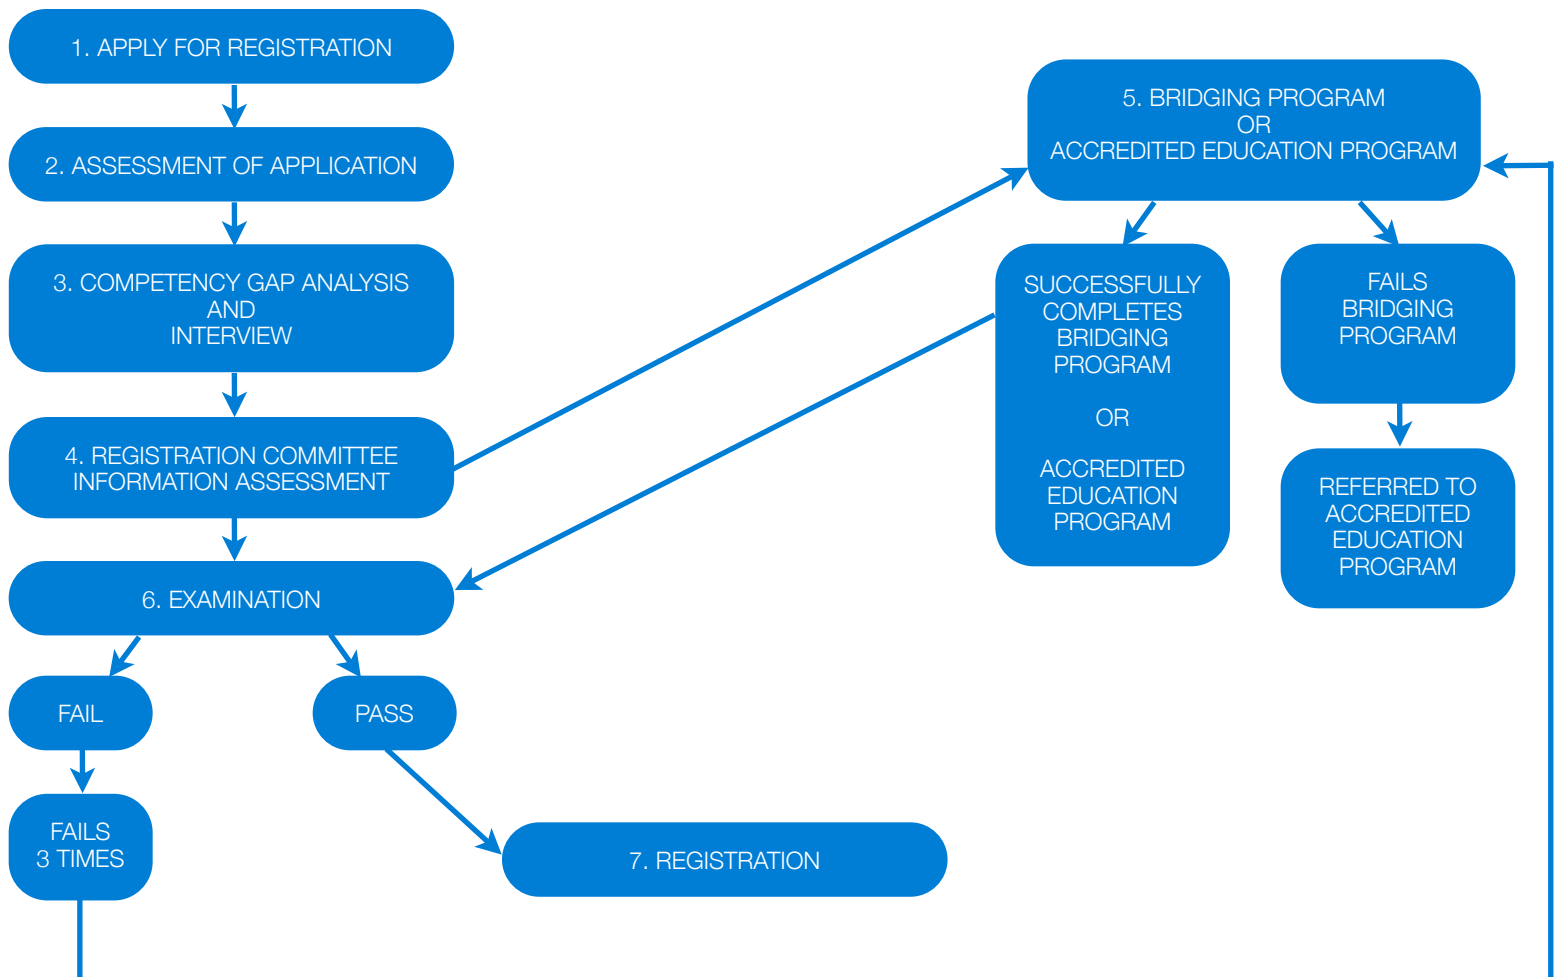 1. APPLY FOR REGISTRATION
2. ASSESSMENT OF APPLICATION
3. COMPETENCY GAP ANALYSIS
AND
INTERVIEW
4. REGISTRATION COMMITTEE
INFORMATION ASSESSMENT
5. BRIDGING PROGRAM
OR
ACCREDITED EDUCATION PROGRAM
SUCCESSFULLY
COMPLETES
BRIDGING
PROGRAM
OR
ACCREDITED
EDUCATION
PROGRAM
FAILS
BRIDGING
PROGRAM
REFERRED TO
ACCREDITED
EDUCATION
PROGRAM
6. EXAMINATION
FAIL
PASS
FAILS
3 TIMES
7. REGISTRATION